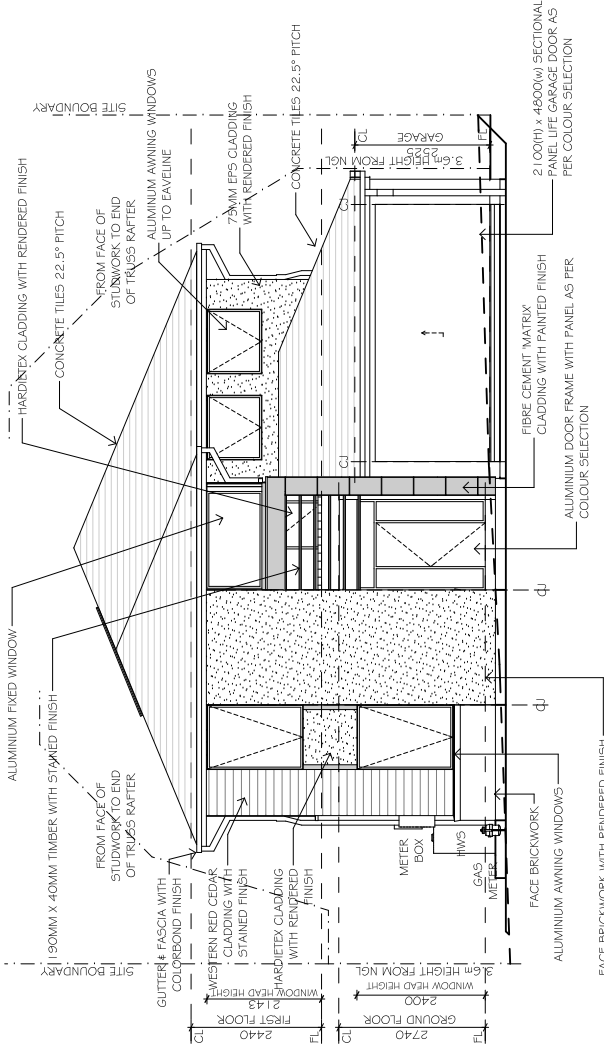 ALUMINIUM FIXED WINDOW
190MM X 40MM TIMBER WITH STAINED FINISH
HARDIETEX CLADDING WITH RENDERED FINISH
CONCRETE TILES 22.5° PITCH
FROM FACE OF
STUDWORK TO END
OF TRUSS RAFTER
ALUMINIUM AWNING WINDOWS
UP TO EAVELINE
75MM EPS CLADDING
WITH RENDERED FINISH
CONCRETE TILES 22.5° PITCH
SITE BOUNDARY
FROM FACE OF
STUDWORK TO END
OF TRUSS RAFTER
GUTTER & FASCIA WITH
COLORBOND FINISH
WESTERN RED CEDAR
CLADDING WITH
STAINED FINISH
HARDIETEX CLADDING
WITH RENDERED
FINISH
SITE BOUNDARY
CL
FIRST FLOOR
2440
WINDOW HEAD HEIGHT
2143
FL
CL
GROUND FLOOR
2740
WINDOW HEAD HEIGHT
2400
FL
3.6m HEIGHT FROM NGL
METER
BOX
HWS
GAS
METER
CL
GARAGE
2525
3.6m HEIGHT FROM NGL
FL
CJ
CJ
CJ
CJ
FACE BRICKWORK
ALUMINIUM AWNING WINDOWS
FACE BRICKWORK WITH RENDERED FINISH
ALUMINIUM DOOR FRAME WITH PANEL AS PER
COLOUR SELECTION
FIBRE CEMENT 'MATRIX'
CLADDING WITH PAINTED FINISH
2100(H) x 4800(w) SECTIONAL
PANEL LIFE GARAGE DOOR AS
PER COLOUR SELECTION